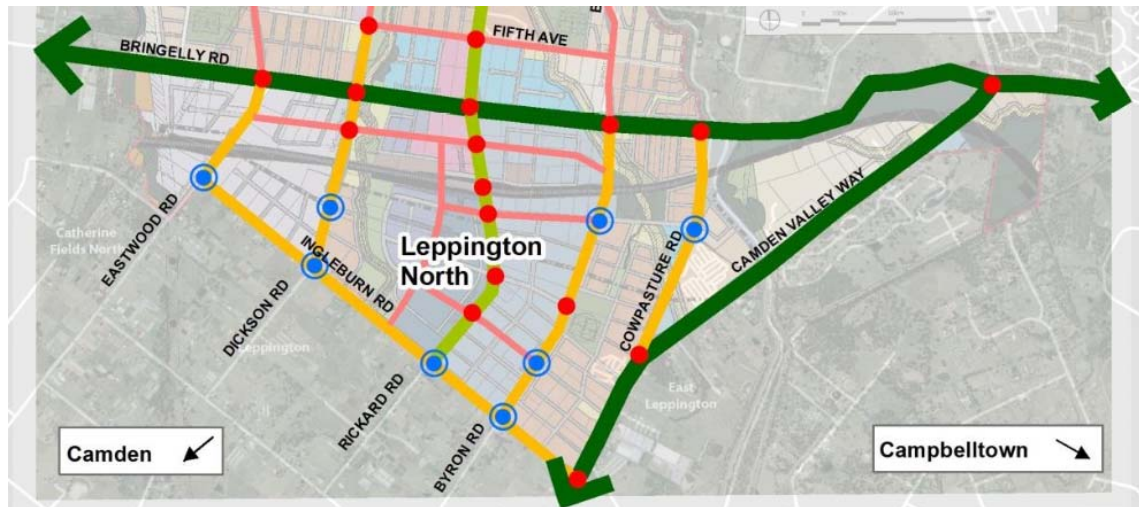 FIFTH AVE
BRINGELLY RD
Catherine
Fields North
EASTWOOD RD
INGLEBURN RD
Leppington
North
COWPASTURE RD
CAMDEN VALLEY WAY
DICKSON RD
Leppington
East
Leppington
RICKARD RD
BYRON RD
Camden
Campbelltown